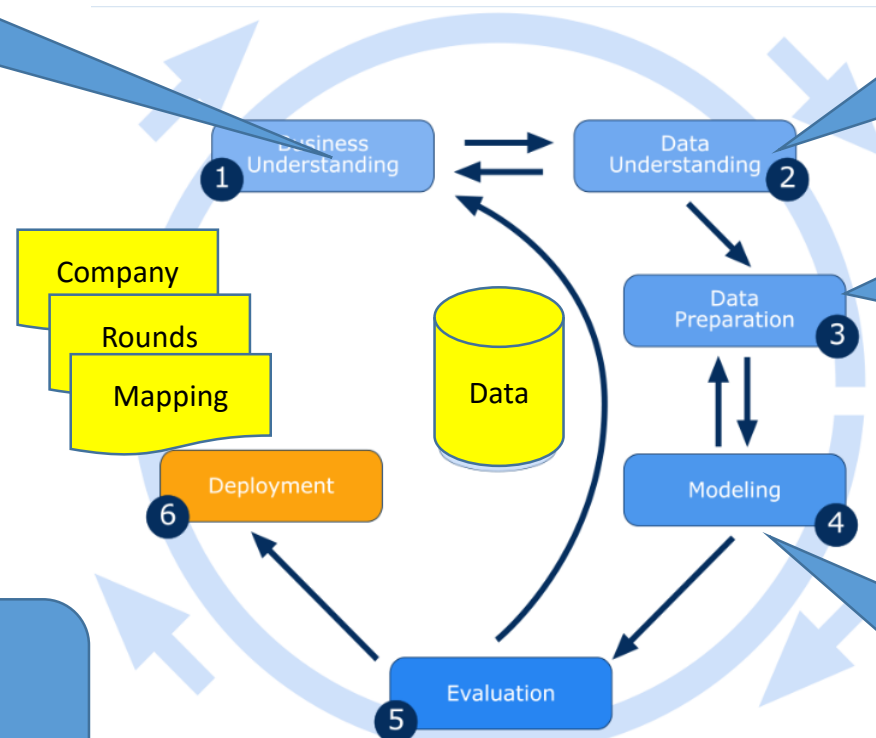 Business
Understanding
1
Data
Understanding
2
Company
Rounds
Mapping
Data
Data
Preparation
3
Deployment
6
Modeling
4
Evaluation
5